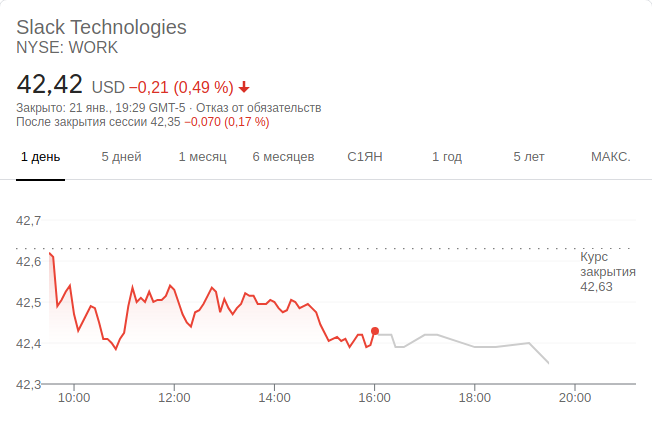 Slack Technologies
NYSE: WORK
42,42 USD −0,21 (0,49 %)
Закрыто: 21 янв., 19:29 GMT-5 · Отказ от обязательств
После закрытия сессии 42,35 −0,070 (0,17 %)
1 день 5 дней 1 месяц 6 месяцев С1ЯН 1 год 5 лет МАКС.
42,7
42,6
42,5
42,4
42,3
Курс
закрытия
42,63
10:00 12:00 14:00 16:00 18:00 20:00